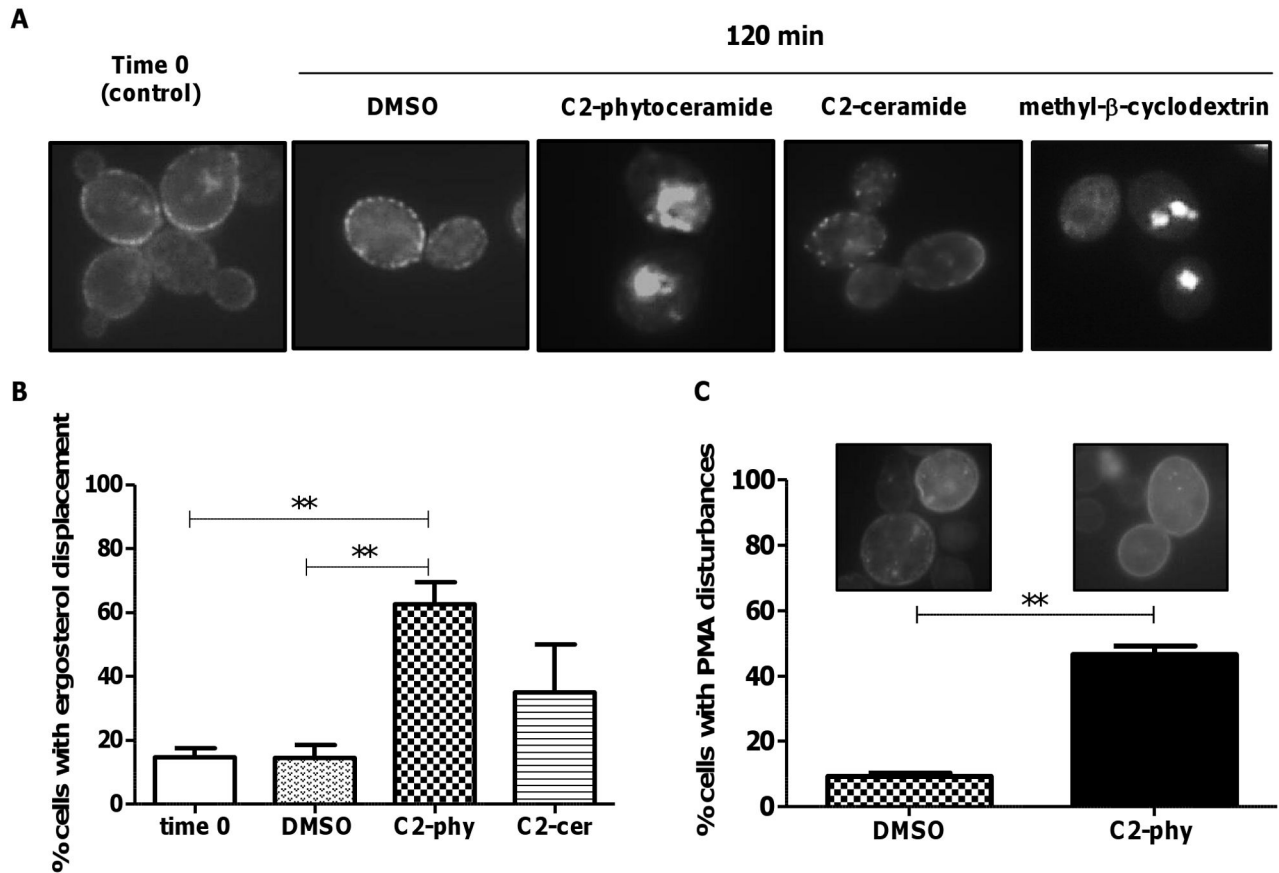 A
120 min
Time 0
(control)
DMSO
C2-phytoceramide
C2-ceramide
methyl-β-cyclodextrin
B
% cells with ergosterol displacement
100
80
60
40
20
0
**
**
time 0
DMSO
C2-phy
C2-cer
C
% cells with PMA disturbances
100
80
60
40
20
0
**
DMSO
C2-phy